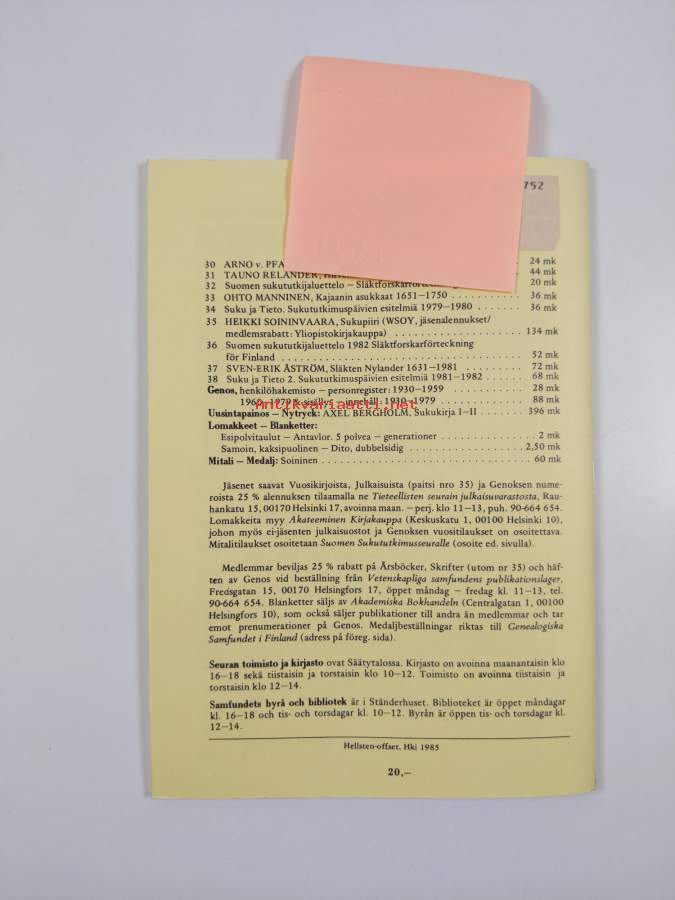 752
30 ARNO v. PFA 24 mk
31 TAUNO RELANDER, 44 mk
32 Suomen sukututkijaluettelo — 20 mk
33 OHTO MANNINEN, Kajaanin asukkaat 1651—1750 . . . . . . . . . . 36 mk
34 Suku ja Tieto. Sukututkimuspäivien esitelmiä 1979—1980 . . . . . . 36 mk
35 HEIKKI SOININVAARA, Sukupiiri (WSOY, jäsenalennukset/
medlemsrabatt: Yliopistokirjakauppa) . . . . . . . . . . . . . . . . . . . 134 mk
36 Suomen sukututkijaluettelo 1982 Släktforskarförteckning
för Finland . . . . . . . . . . . . . . . . . . . . . . . . . . . . . . . . . . 52 mk
37 SVEN-ERIK ÅSTRÖM, Släkten Nylander 1631—1981 . . . . . . . . . 72 mk
38 Suku ja Tieto 2. Sukututkimuspäivien esitelmiä 1981—1982 . . . . . . 68 mk
Genos, henkilöhakemisto — personregister: 1930—1959 . . . . . . . . . . . 28 mk
1960—1979 & sisällys — innehåll: 1930—1979 . . . . . . . . . . . . . 88 mk
Antikvariaatti.net
Uusintapainos — Nytryck: AXEL BERGHOLM, Sukukirja I—II . . . . . . . 396 mk
Lomakkeet — Blanketter:
Esipolvitaulut — Antavlor. 5 polvea — generationer . . . . . . . . . . . . . . . 2 mk
Samoin, kaksipuolinen — Dito, dubbelsidig . . . . . . . . . . . . . . . . . . . 2,50 mk
Mitali — Medalj: Soininen . . . . . . . . . . . . . . . . . . . . . . . . . . . . . . 60 mk
Jäsenet saavat Vuosikirjoista, Julkaisuista (paitsi nro 35) ja Genoksen nume-
roista 25 % alennuksen tilaamalla ne Tieteellisten seurain julkaisuvarastosta, Rau-
hankatu 15, 00170 Helsinki 17, avoinna maan. — perj. klo 11—13, puh. 90-664 654.
Lomakkeita myy Akateeminen Kirjakauppa (Keskuskatu 1, 00100 Helsinki 10),
johon myös ei-jäsenten julkaisuostot ja Genoksen vuositilaukset on osoitettava.
Mitalitilaukset osoitetaan Suomen Sukututkimusseuralle (osoite ed. sivulla).
Medlemmar beviljas 25 % rabatt på Årsböcker, Skrifter (utom nr 35) och häf-
ten av Genos vid beställning från Vetenskapliga samfundens publikationslager,
Fredsgatan 15, 00170 Helsingfors 17, öppet måndag — fredag kl. 11—13, tel.
90-664 654. Blanketter säljs av Akademiska Bokhandeln (Centralgatan 1, 00100
Helsingfors 10), som också säljer publikationer till andra än medlemmar och tar
emot prenumerationer på Genos. Medaljbeställningar riktas till Genealogiska
Samfundet i Finland (adress på föreg. sida).
Seuran toimisto ja kirjasto ovat Säätytalossa. Kirjasto on avoinna maanantaisin klo
16—18 sekä tiistaisin ja torstaisin klo 10—12. Toimisto on avoinna tiistaisin ja
torstaisin klo 12—14.
Samfundets byrå och bibliotek är i Ständerhuset. Biblioteket är öppet måndagar
kl. 16—18 och tis- och torsdagar kl. 10—12. Byrån är öppen tis- och torsdagar kl.
12—14.
Hellsten-offset, Hki 1985
20,—